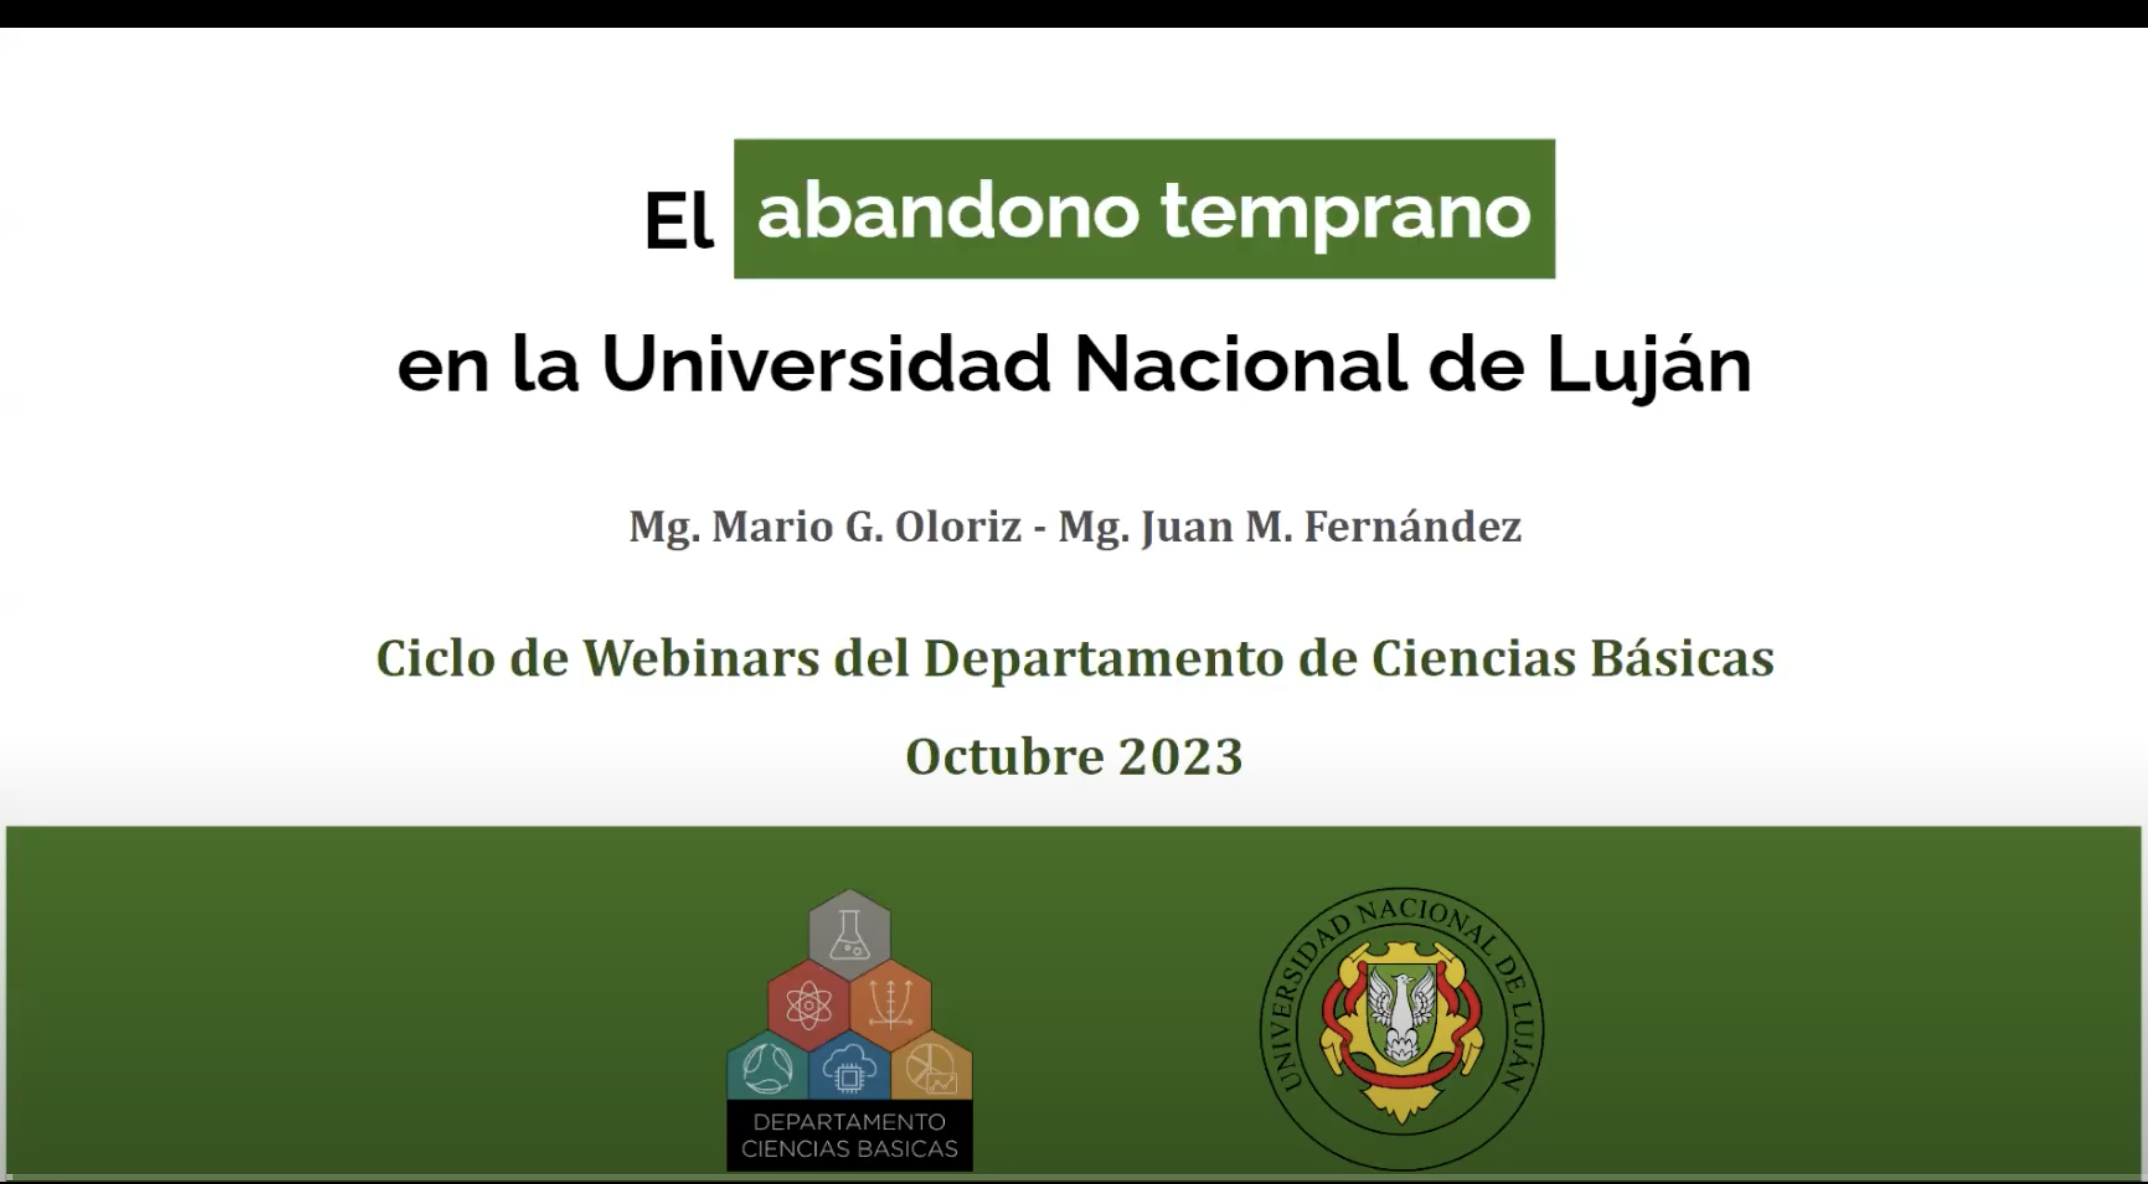 El abandono temprano
en la Universidad Nacional de Luján
Mg. Mario G. Oloriz - Mg. Juan M. Fernández
Ciclo de Webinars del Departamento de Ciencias Básicas
Octubre 2023
DEPARTAMENTO
CIENCIAS BASICAS
UNIVERSIDAD NACIONAL DE LUJÁN